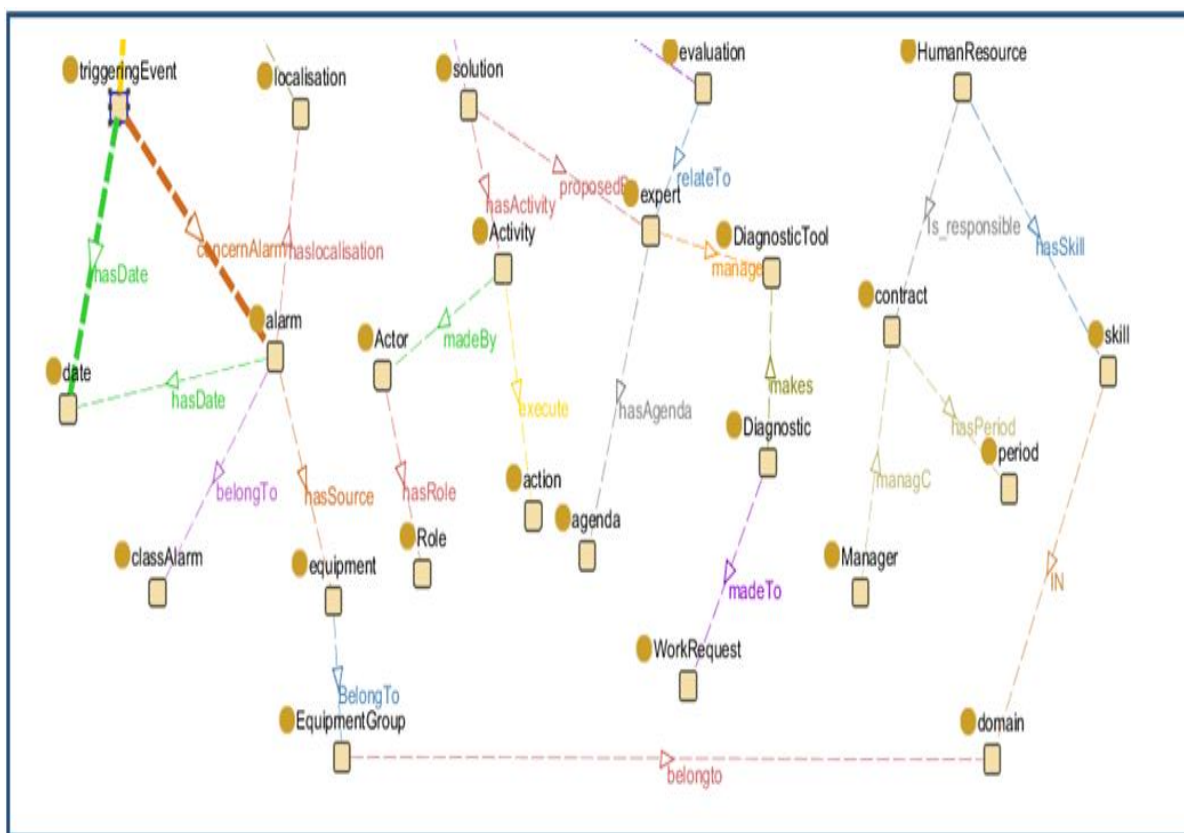 triggeringEvent
localisation
solution
evaluation
HumanResource
proposedB
relateTo
expert
hasActivity
Activity
DiagnosticTool
Is_responsible
hasSkill
concernAlarm
haslocalisation
hasDate
manage
contract
alarm
Actor
madeBy
skill
date
hasDate
execute
hasAgenda
makes
Diagnostic
hasPeriod
period
belongTo
hasSource
hasRole
action
managC
agenda
Role
classAlarm
equipment
Manager
madeTo
IN
WorkRequest
BelongTo
EquipmentGroup
domain
belongto